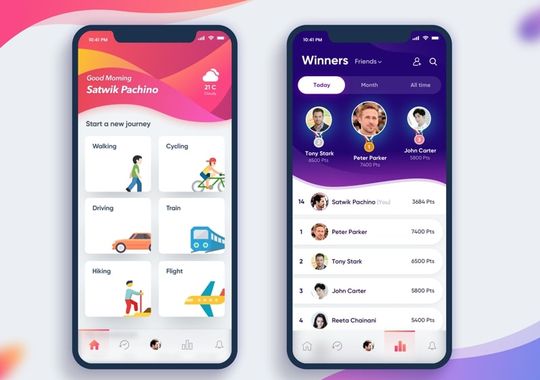 10:41 PM
Good Morning
Satwik Pachino
21 C
Cloudy
Start a new journey
Walking
Cycling
Driving
Train
Hiking
Flight
10:41 PM
Winners
Friends
Today
Month
All time
2
1
3
Tony Stark
6500 Pts
Peter Parker
7400 Pts
John Carter
5800 Pts
14 Satwik Pachino (You) 3684 Pts
1 Peter Parker 7400 Pts
2 Tony Stark 6500 Pts
3 John Carter 5800 Pts
4 Reeta Chainani 5400 Pts